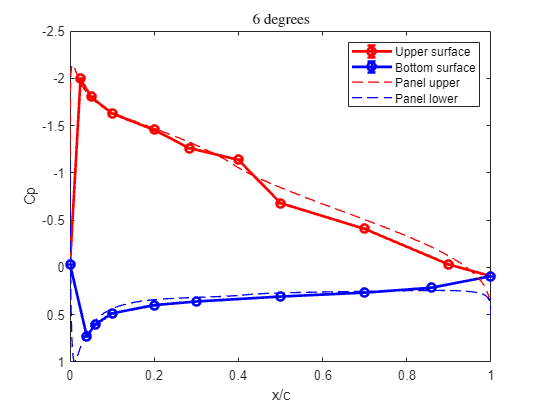 6 degrees
-2.5
-2
-1.5
-1
-0.5
0
0.5
1
Cp
Upper surface
Bottom surface
Panel upper
Panel lower
0 0.2 0.4 0.6 0.8 1
x/c